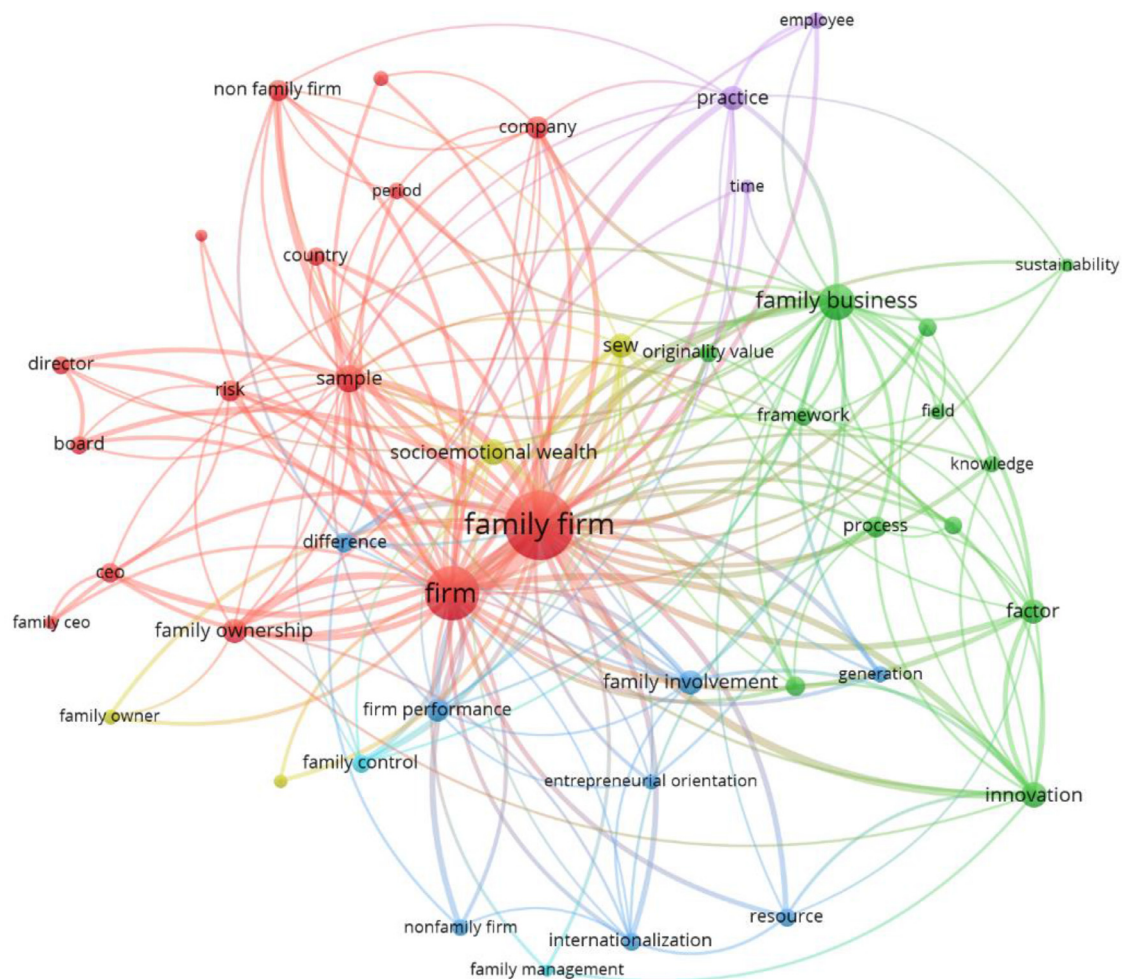 employee
non family firm
practice
company
time
period
country
sustainability
family business
sew
originality value
director
risk
sample
framework
field
board
socioemotional wealth
knowledge
family firm
process
difference
ceo
firm
factor
family ceo
family ownership
family involvement
generation
firm performance
family owner
family control
entrepreneurial orientation
innovation
resource
nonfamily firm
internationalization
family management